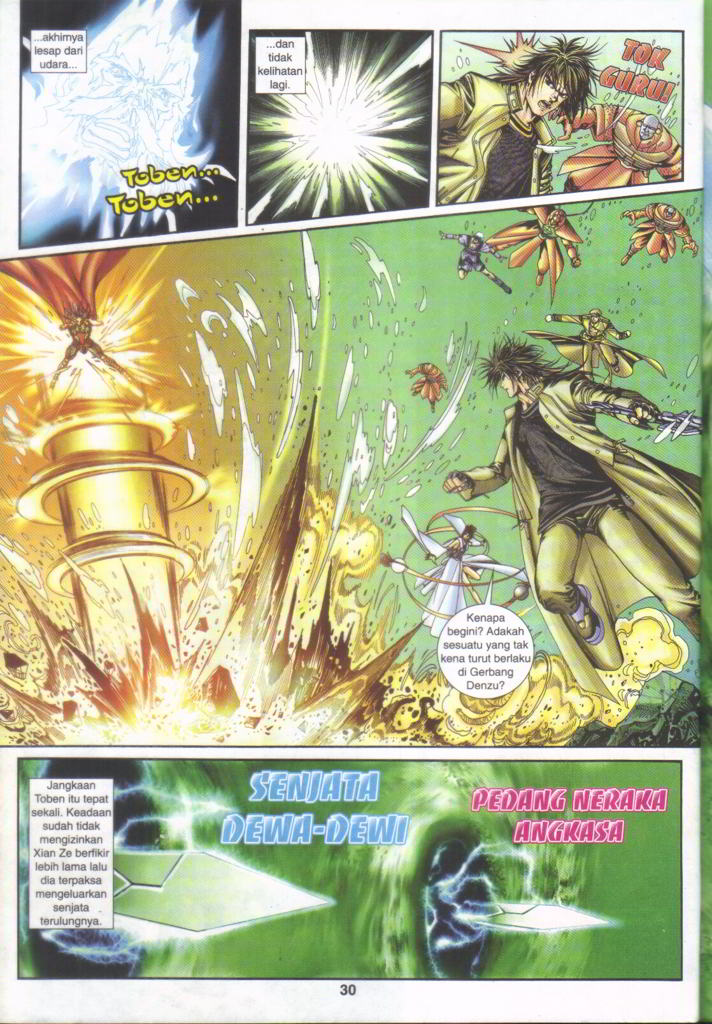 ...akhirnya
lesap dari
udara...
Toben...
Toben...
...dan
tidak
kelihatan
lagi.
TOK
GURU!
Kenapa
begini? Adakah
sesuatu yang tak
kena turut berlaku
di Gerbang
Denzu?
Jangkaan
Toben itu tepat
sekali. Keadaan
sudah tidak
mengizinkan
Xian Ze berfikir
lebih lama lalu
dia terpaksa
mengeluarkan
senjata
terulungnya.
SENJATA
DEWA-DEWI
PEDANG NERAKA
ANGKASA
30